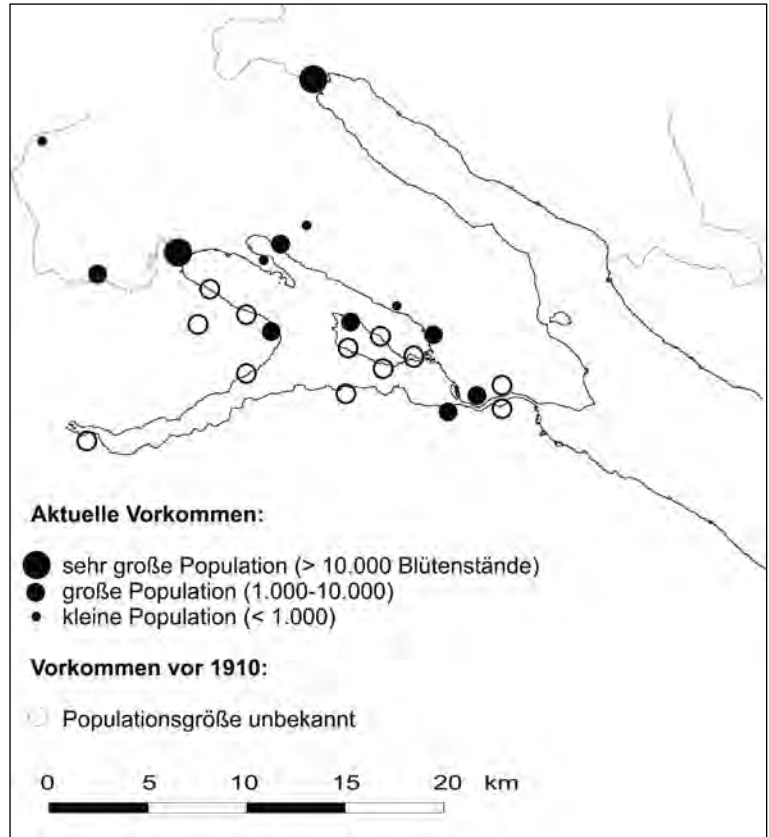 Aktuelle Vorkommen:
sehr große Population (> 10.000 Blütenstände)
große Population (1.000-10.000)
kleine Population (< 1.000)
Vorkommen vor 1910:
Populationsgröße unbekannt
0 5 10 15 20 km